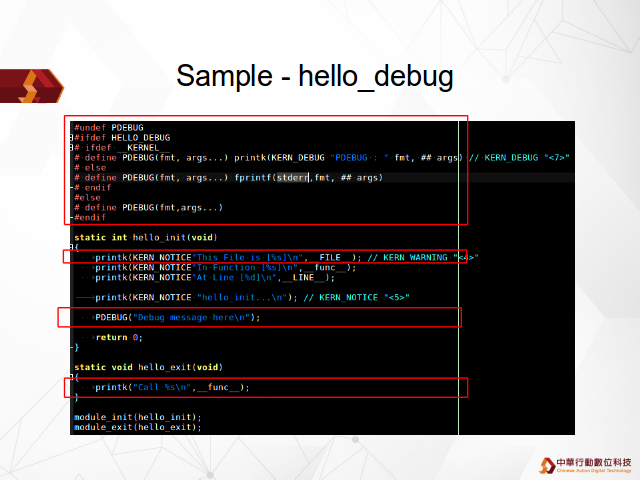 Sample - hello_debug
#undef PDEBUG
#ifdef HELLO_DEBUG
# ifdef __KERNEL__
# define PDEBUG(fmt, args...) printk(KERN_DEBUG "PDEBUG : " fmt, ## args) // KERN_DEBUG "<7>"
# else
# define PDEBUG(fmt, args...) fprintf(stderr,fmt, ## args)
# endif
#else
# define PDEBUG(fmt,args...)
#endif
static int hello_init(void)
{
printk(KERN_NOTICE"This File is [%s]\n",__FILE__); // KERN_WARNING "<4>"
printk(KERN_NOTICE"In Function [%s]\n",__func__);
printk(KERN_NOTICE"At Line [%d]\n",__LINE__);
printk(KERN_NOTICE "hello init...\n"); // KERN_NOTICE "<5>"
PDEBUG("Debug message here\n");
return 0;
}
static void hello_exit(void)
{
printk("Call %s\n",__func__);
}
module_init(hello_init);
module_exit(hello_exit);
中華行動數位科技
Chinese Action Digital Technology